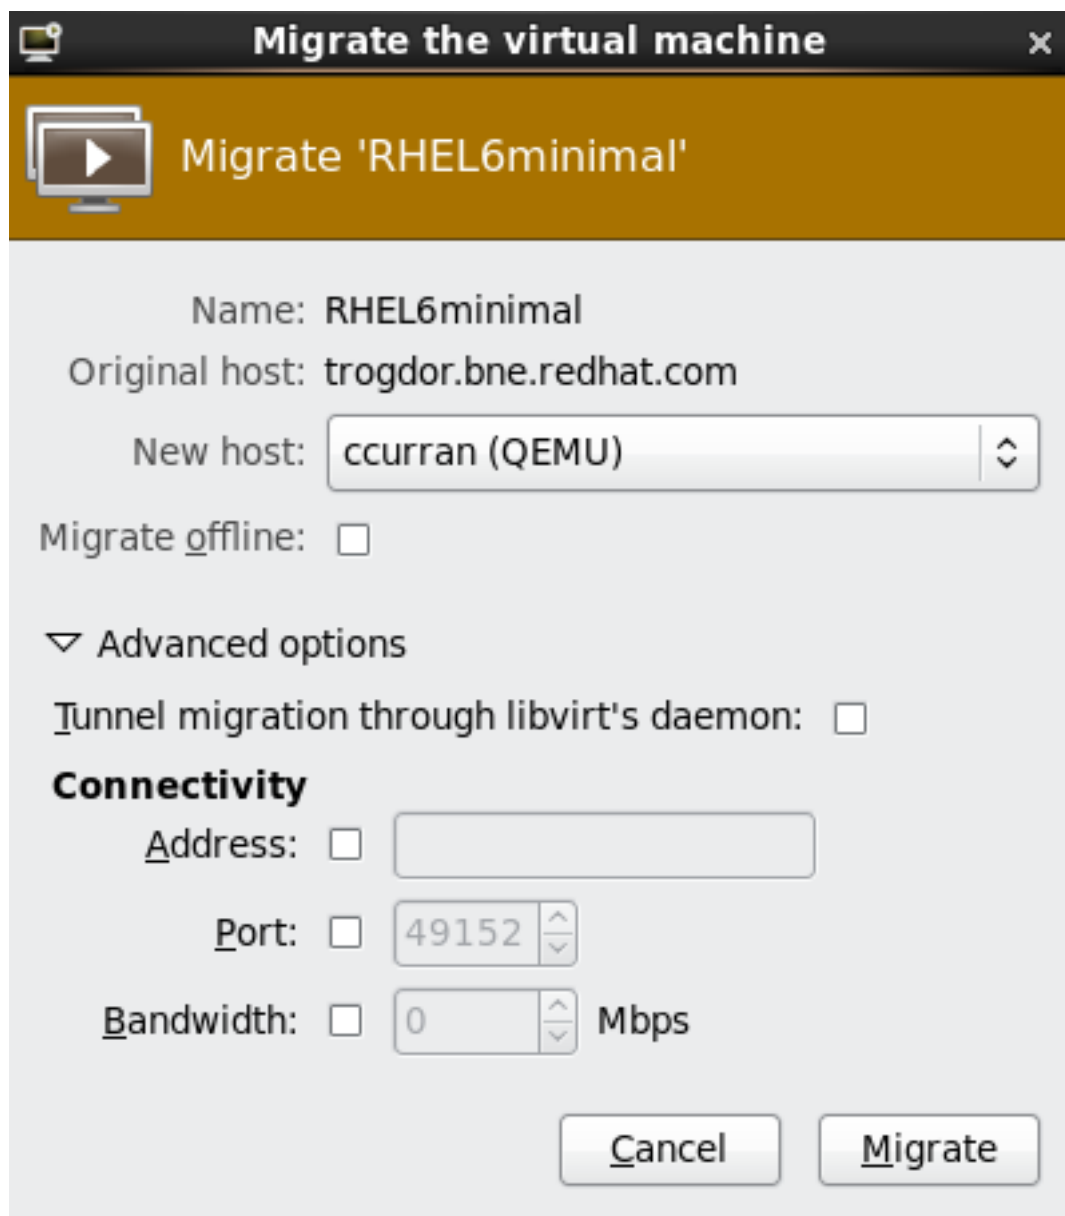 Migrate the virtual machine
Migrate 'RHEL6minimal'
Name: RHEL6minimal
Original host: trogdor.bne.redhat.com
New host: ccurran (QEMU)
Migrate offline:
Advanced options
Tunnel migration through libvirt's daemon:
Connectivity
Address:
Port: 49152
Bandwidth: 0 Mbps
Cancel Migrate